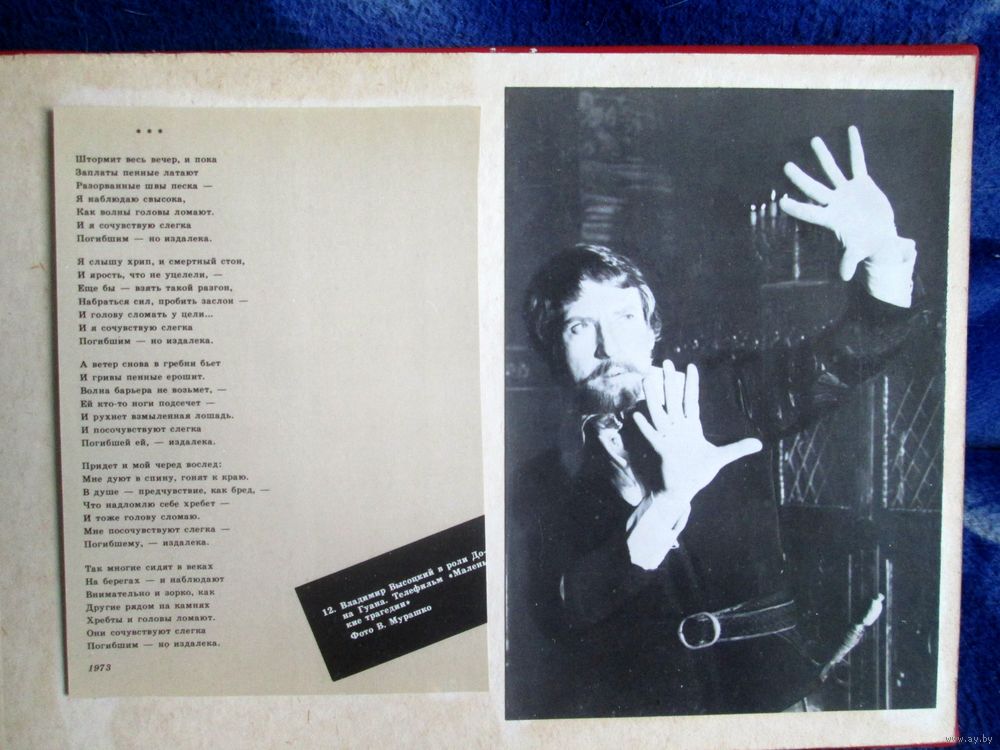 * * *
Штормит весь вечер, и пока
Заплаты пенные латают
Разорванные швы песка —
Я наблюдаю свысока,
Как волны головы ломают.
И я сочувствую слегка
Погибшим — но издалека.
Я слышу хрип, и смертный стон,
И ярость, что не уцелели, —
Еще бы — взять такой разгон,
Набраться сил, пробить заслон —
И голову сломать у цели...
И я сочувствую слегка
Погибшим — но издалека.
А ветер снова в гребни бьет
И гривы пенные ерошит.
Волна барьера не возьмет, —
Ей кто-то ноги подсечет —
И рухнет взмыленная лошадь.
И посочувствуют слегка
Погибшей ей, — издалека.
Придет и мой черед вослед:
Мне дуют в спину, гонят к краю.
В душе — предчувствие, как бред, —
Что надломлю себе хребет —
И тоже голову сломаю.
Мне посочувствуют слегка —
Погибшему, — издалека.
Так многие сидят в веках
На берегах — и наблюдают
Внимательно и зорко, как
Другие рядом на камнях
Хребты и головы ломают.
Они сочувствуют слегка
Погибшим — но издалека.
1973
12. Владимир Высоцкий в роли До-
на Гуана. Телефильм «Малень
кие трагедии»
Фото В. Мурашко
www.ay.by